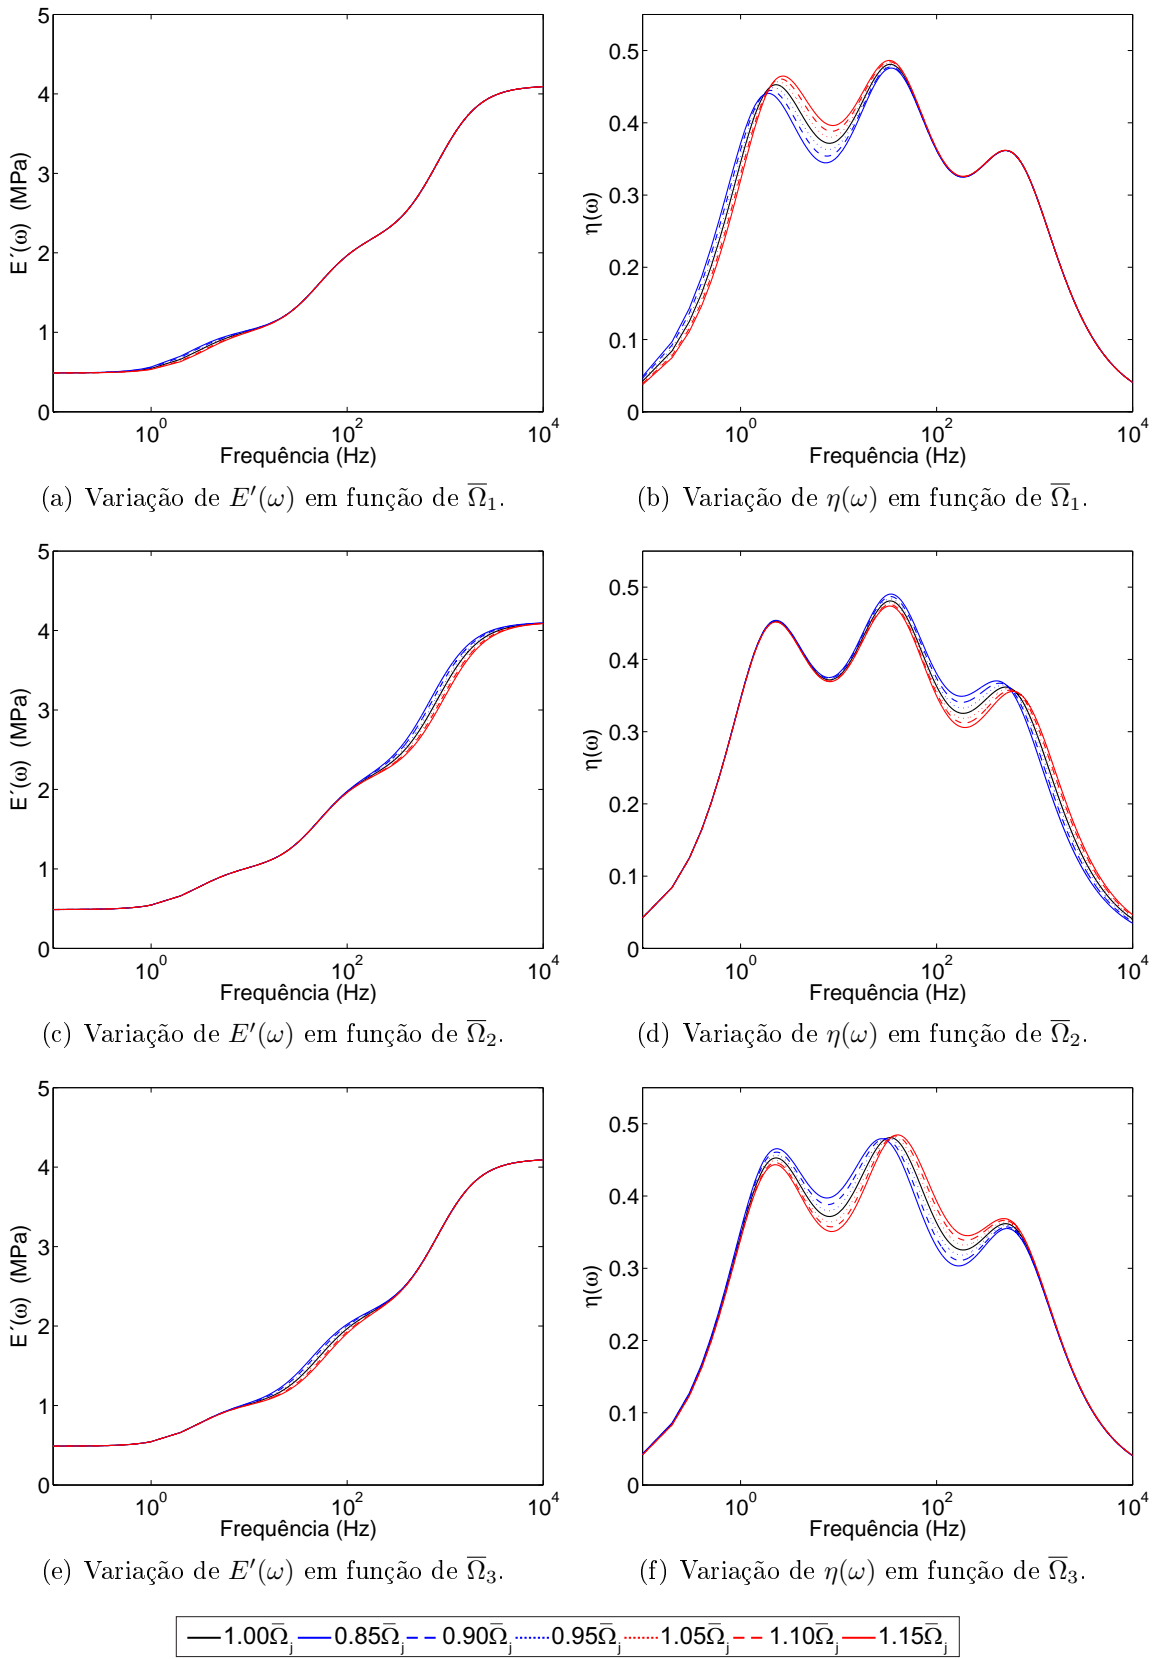 5
4
3
2
1
0
E´(ω) (MPa)
10^0
10^2
10^4
Frequência (Hz)
(a) Variação de E′(ω) em função de Ω̅₁.
0.5
0.4
0.3
0.2
0.1
0
η(ω)
10^0
10^2
10^4
Frequência (Hz)
(b) Variação de η(ω) em função de Ω̅₁.
5
4
3
2
1
0
E´(ω) (MPa)
10^0
10^2
10^4
Frequência (Hz)
(c) Variação de E′(ω) em função de Ω̅₂.
0.5
0.4
0.3
0.2
0.1
0
η(ω)
10^0
10^2
10^4
Frequência (Hz)
(d) Variação de η(ω) em função de Ω̅₂.
5
4
3
2
1
0
E´(ω) (MPa)
10^0
10^2
10^4
Frequência (Hz)
(e) Variação de E′(ω) em função de Ω̅₃.
0.5
0.4
0.3
0.2
0.1
0
η(ω)
10^0
10^2
10^4
Frequência (Hz)
(f) Variação de η(ω) em função de Ω̅₃.
1.00Ω̅ⱼ 0.85Ω̅ⱼ 0.90Ω̅ⱼ 0.95Ω̅ⱼ 1.05Ω̅ⱼ 1.10Ω̅ⱼ 1.15Ω̅ⱼ